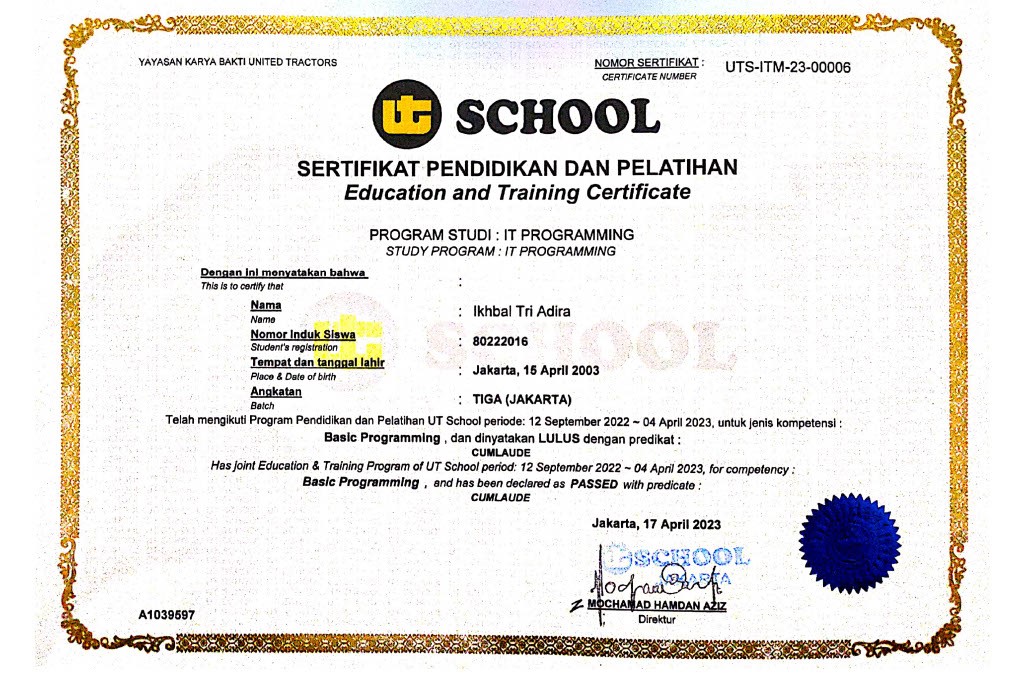 YAYASAN KARYA BAKTI UNITED TRACTORS
NOMOR SERTIFIKAT : UTS-ITM-23-00006
CERTIFICATE NUMBER
UT SCHOOL
SERTIFIKAT PENDIDIKAN DAN PELATIHAN
Education and Training Certificate
PROGRAM STUDI : IT PROGRAMMING
STUDY PROGRAM : IT PROGRAMMING
Dengan ini menyatakan bahwa :
This is to certify that
Nama : Ikhbal Tri Adira
Name
Nomor Induk Siswa : 80222016
Student's registration
Tempat dan tanggal lahir : Jakarta, 15 April 2003
Place & Date of birth
Angkatan : TIGA (JAKARTA)
Batch
Telah mengikuti Program Pendidikan dan Pelatihan UT School periode: 12 September 2022 ~ 04 April 2023, untuk jenis kompetensi :
Basic Programming , dan dinyatakan LULUS dengan predikat :
CUMLAUDE
Has joint Education & Training Program of UT School period: 12 September 2022 ~ 04 April 2023, for competency :
Basic Programming , and has been declared as PASSED with predicate :
CUMLAUDE
Jakarta, 17 April 2023
UT SCHOOL
JAKARTA
MOCHAMAD HAMDAN AZIZ
Direktur
A1039597